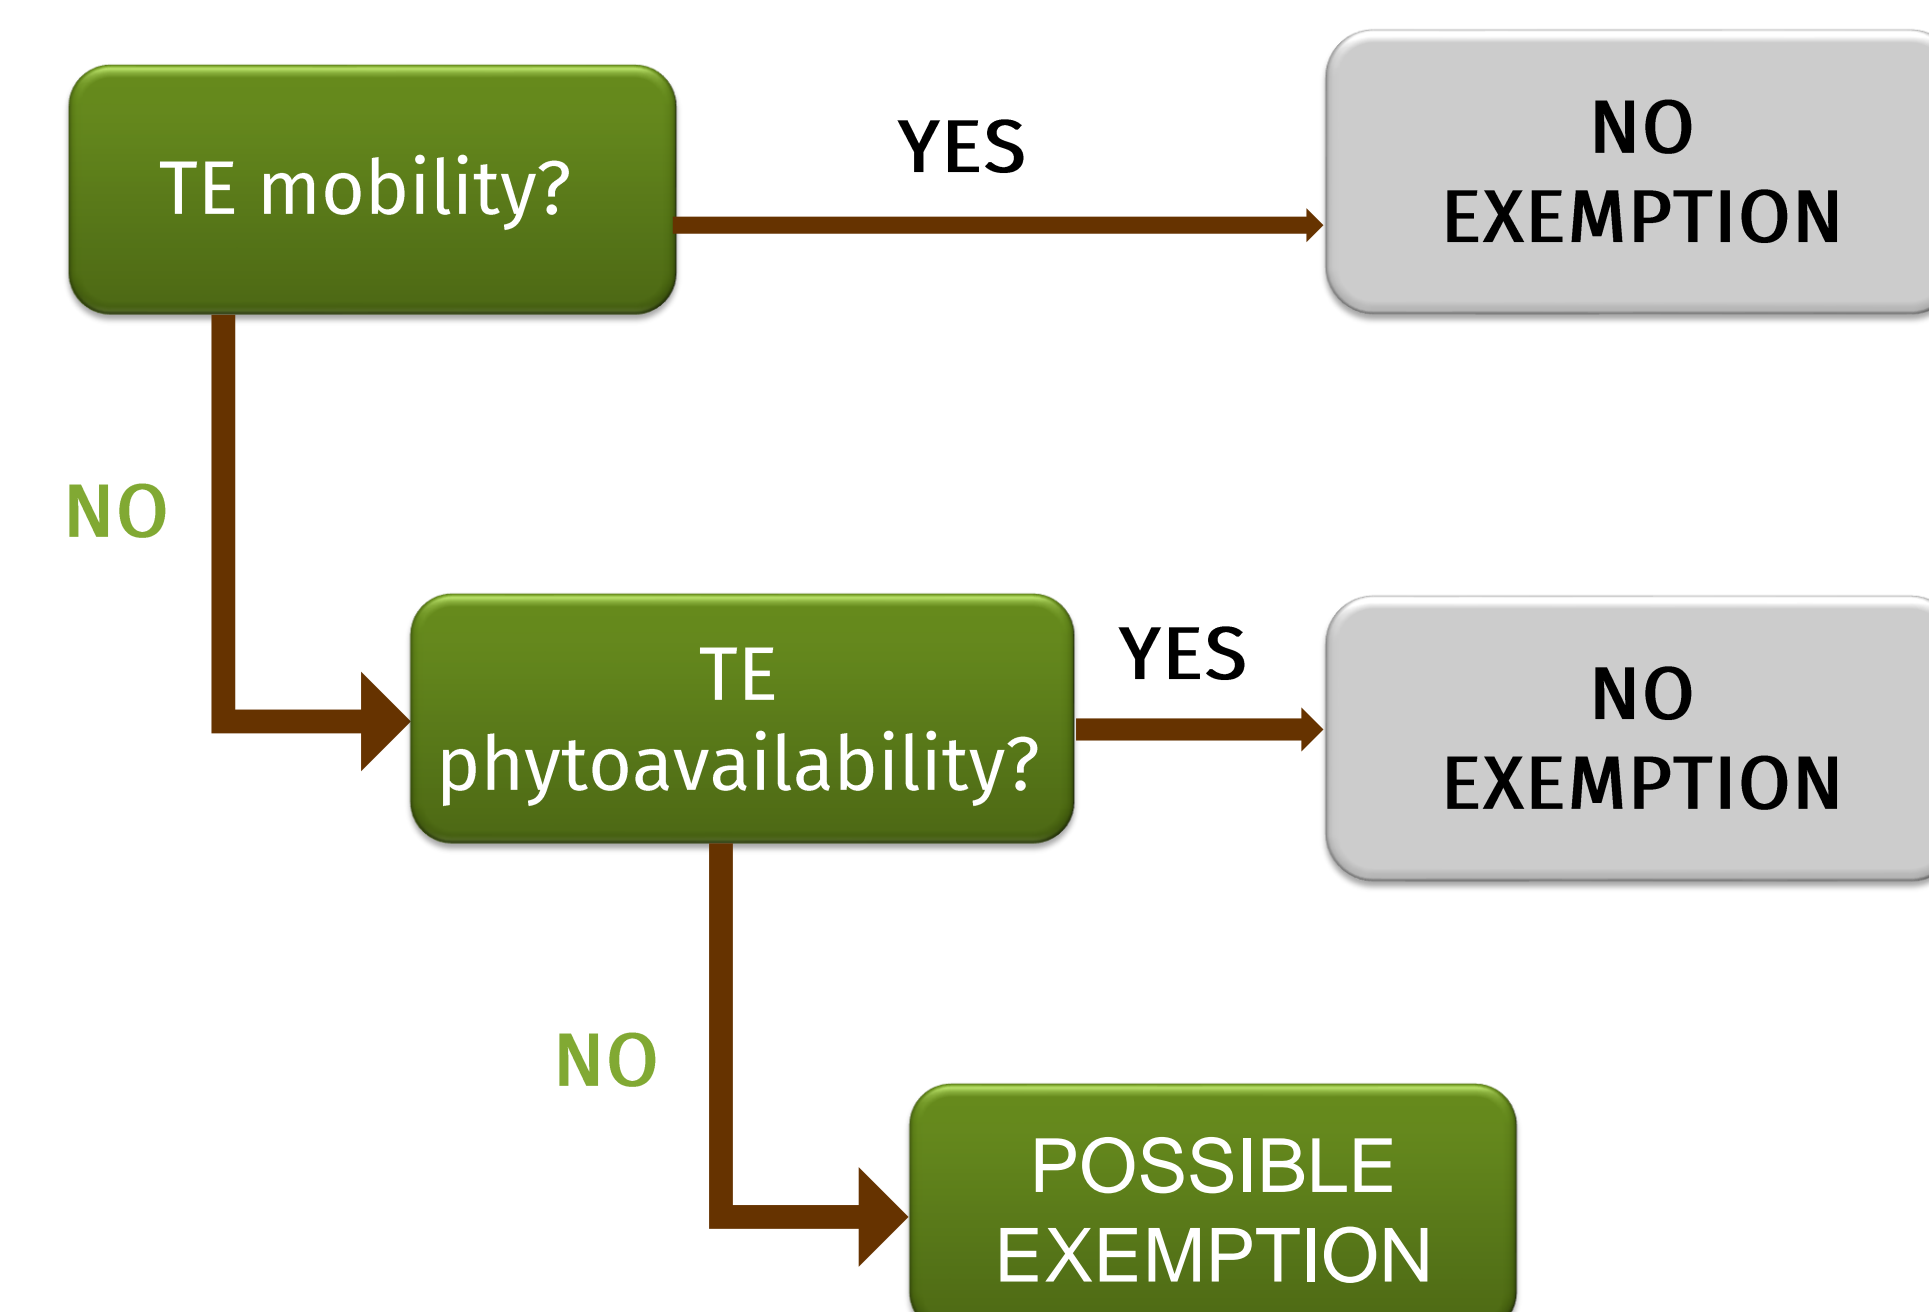 TE mobility?
YES
NO
EXEMPTION
NO
TE
phytoavailability?
YES
NO
EXEMPTION
NO
POSSIBLE
EXEMPTION